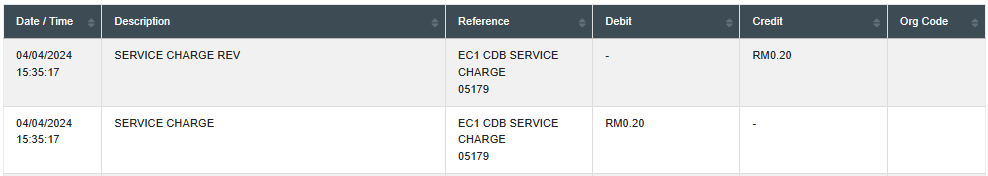 Date / Time Description Reference Debit Credit Org Code
04/04/2024 SERVICE CHARGE REV EC1 CDB SERVICE - RM0.20
15:35:17 CHARGE
05179
04/04/2024 SERVICE CHARGE EC1 CDB SERVICE RM0.20 -
15:35:17 CHARGE
05179